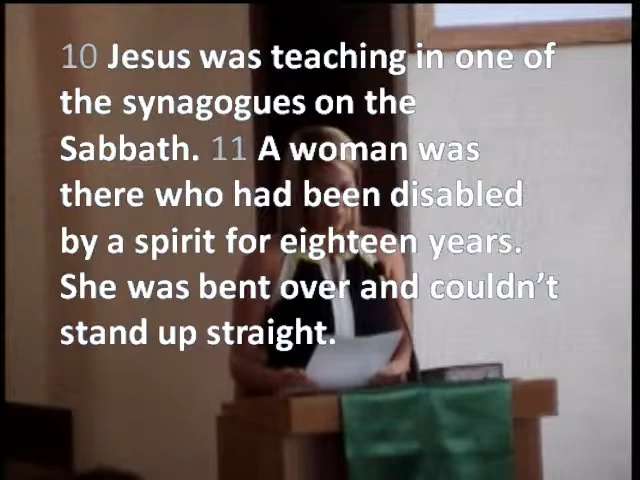 10 Jesus was teaching in one of
the synagogues on the
Sabbath. 11 A woman was
there who had been disabled
by a spirit for eighteen years.
She was bent over and couldn’t
stand up straight.